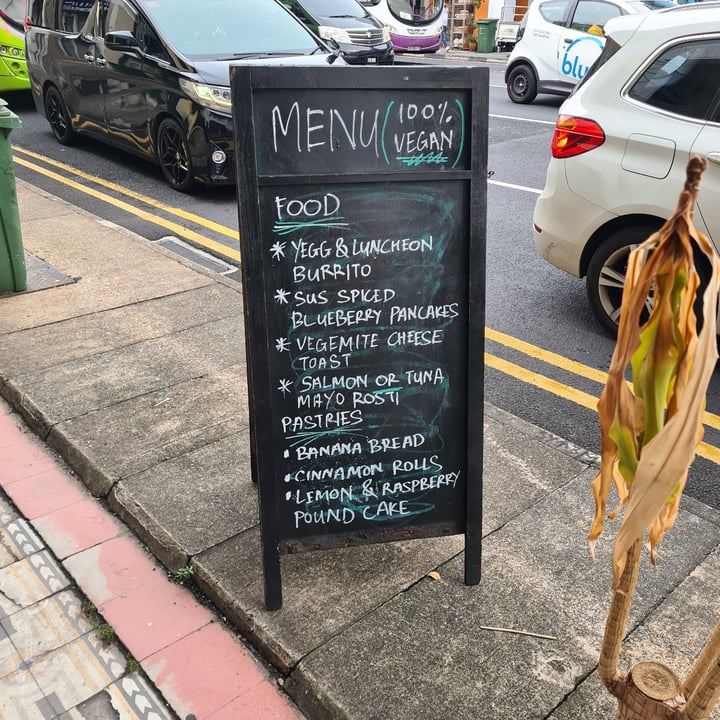 MENU (100% VEGAN)
FOOD
* YEGG & LUNCHEON
BURRITO
* SUS SPICED
BLUEBERRY PANCAKES
* VEGEMITE CHEESE
TOAST
* SALMON OR TUNA
MAYO ROSTI
PASTRIES
• BANANA BREAD
• CINNAMON ROLLS
• LEMON & RASPBERRY
POUND CAKE
blu